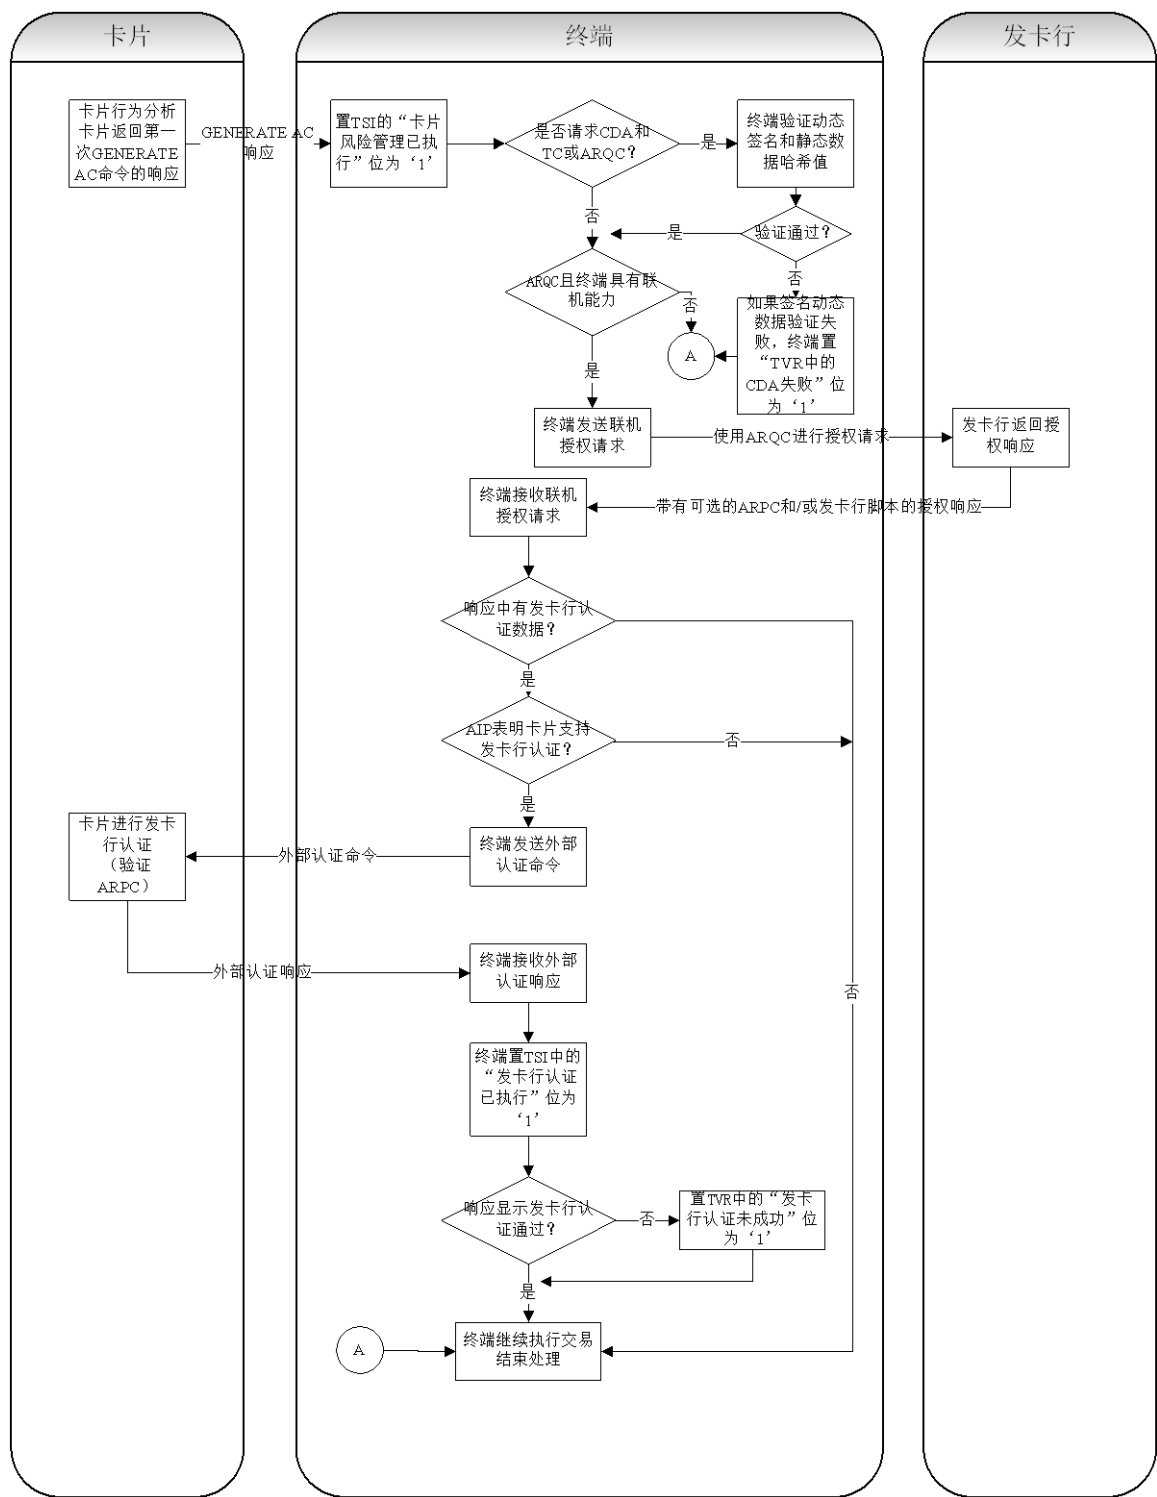 卡片
终端
发卡行
卡片行为分析
卡片返回第一
次GENERATE
AC命令的响应
GENERATE AC
响应
置TSI的“卡片
风险管理已执
行”位为‘1’
是否请求CDA和
TC或ARQC？
是
终端验证动态
签名和静态数
据哈希值
否
是
验证通过？
否
ARQC且终端具有联
机能力
否
A
如果签名动态
数据验证失
败，终端置
“TVR中的
CDA失败”位
为‘1’
是
终端发送联机
授权请求
使用ARQC进行授权请求
发卡行返回授
权响应
终端接收联机
授权请求
带有可选的ARPC和/或发卡行脚本的授权响应
响应中有发卡行认
证数据？
是
AIP表明卡片支持
发卡行认证？
否
是
卡片进行发卡
行认证
（验证
ARPC）
外部认证命令
终端发送外部
认证命令
外部认证响应
终端接收外部
认证响应
否
终端置TSI中的
“发卡行认证
已执行”位为
‘1’
响应显示发卡行认
证通过？
否
置TVR中的“发卡
行认证未成功”位
为‘1’
是
A
终端继续执行交易
结束处理